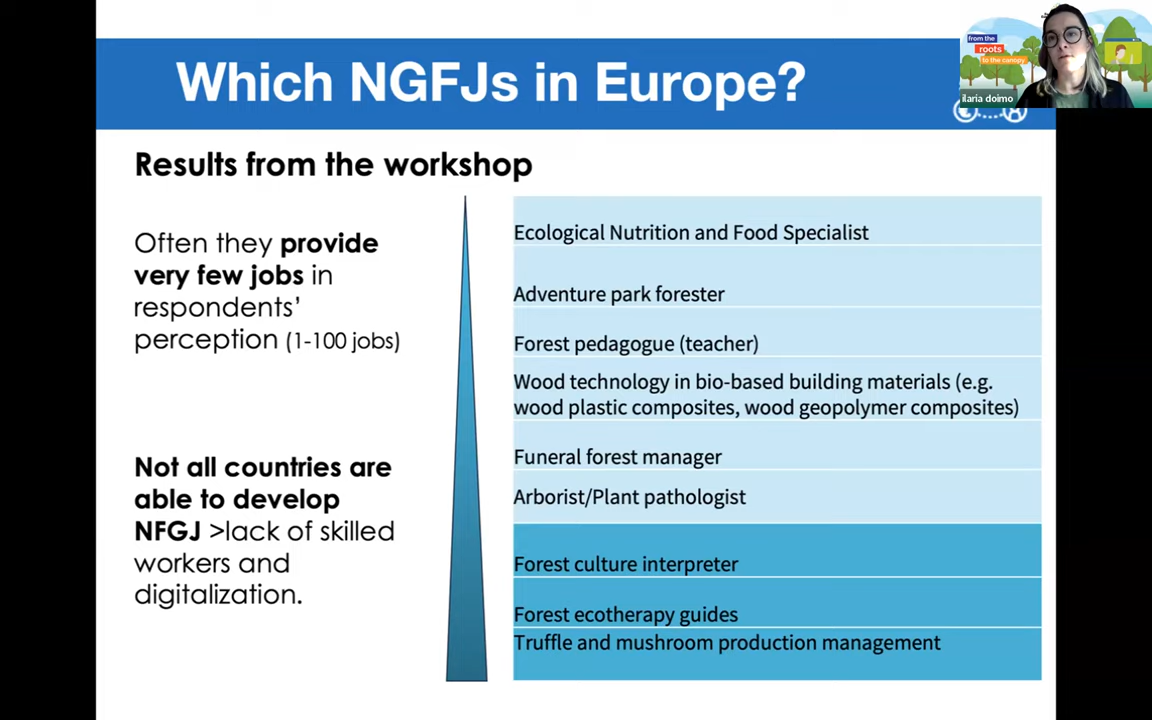 Which NGFJs in Europe?
from the
roots
to the canopy
ilaria doimo
Results from the workshop
Often they provide
very few jobs in
respondents'
perception (1-100 jobs)
Not all countries are
able to develop
NFGJ >lack of skilled
workers and
digitalization.
Ecological Nutrition and Food Specialist
Adventure park forester
Forest pedagogue (teacher)
Wood technology in bio-based building materials (e.g.
wood plastic composites, wood geopolymer composites)
Funeral forest manager
Arborist/Plant pathologist
Forest culture interpreter
Forest ecotherapy guides
Truffle and mushroom production management